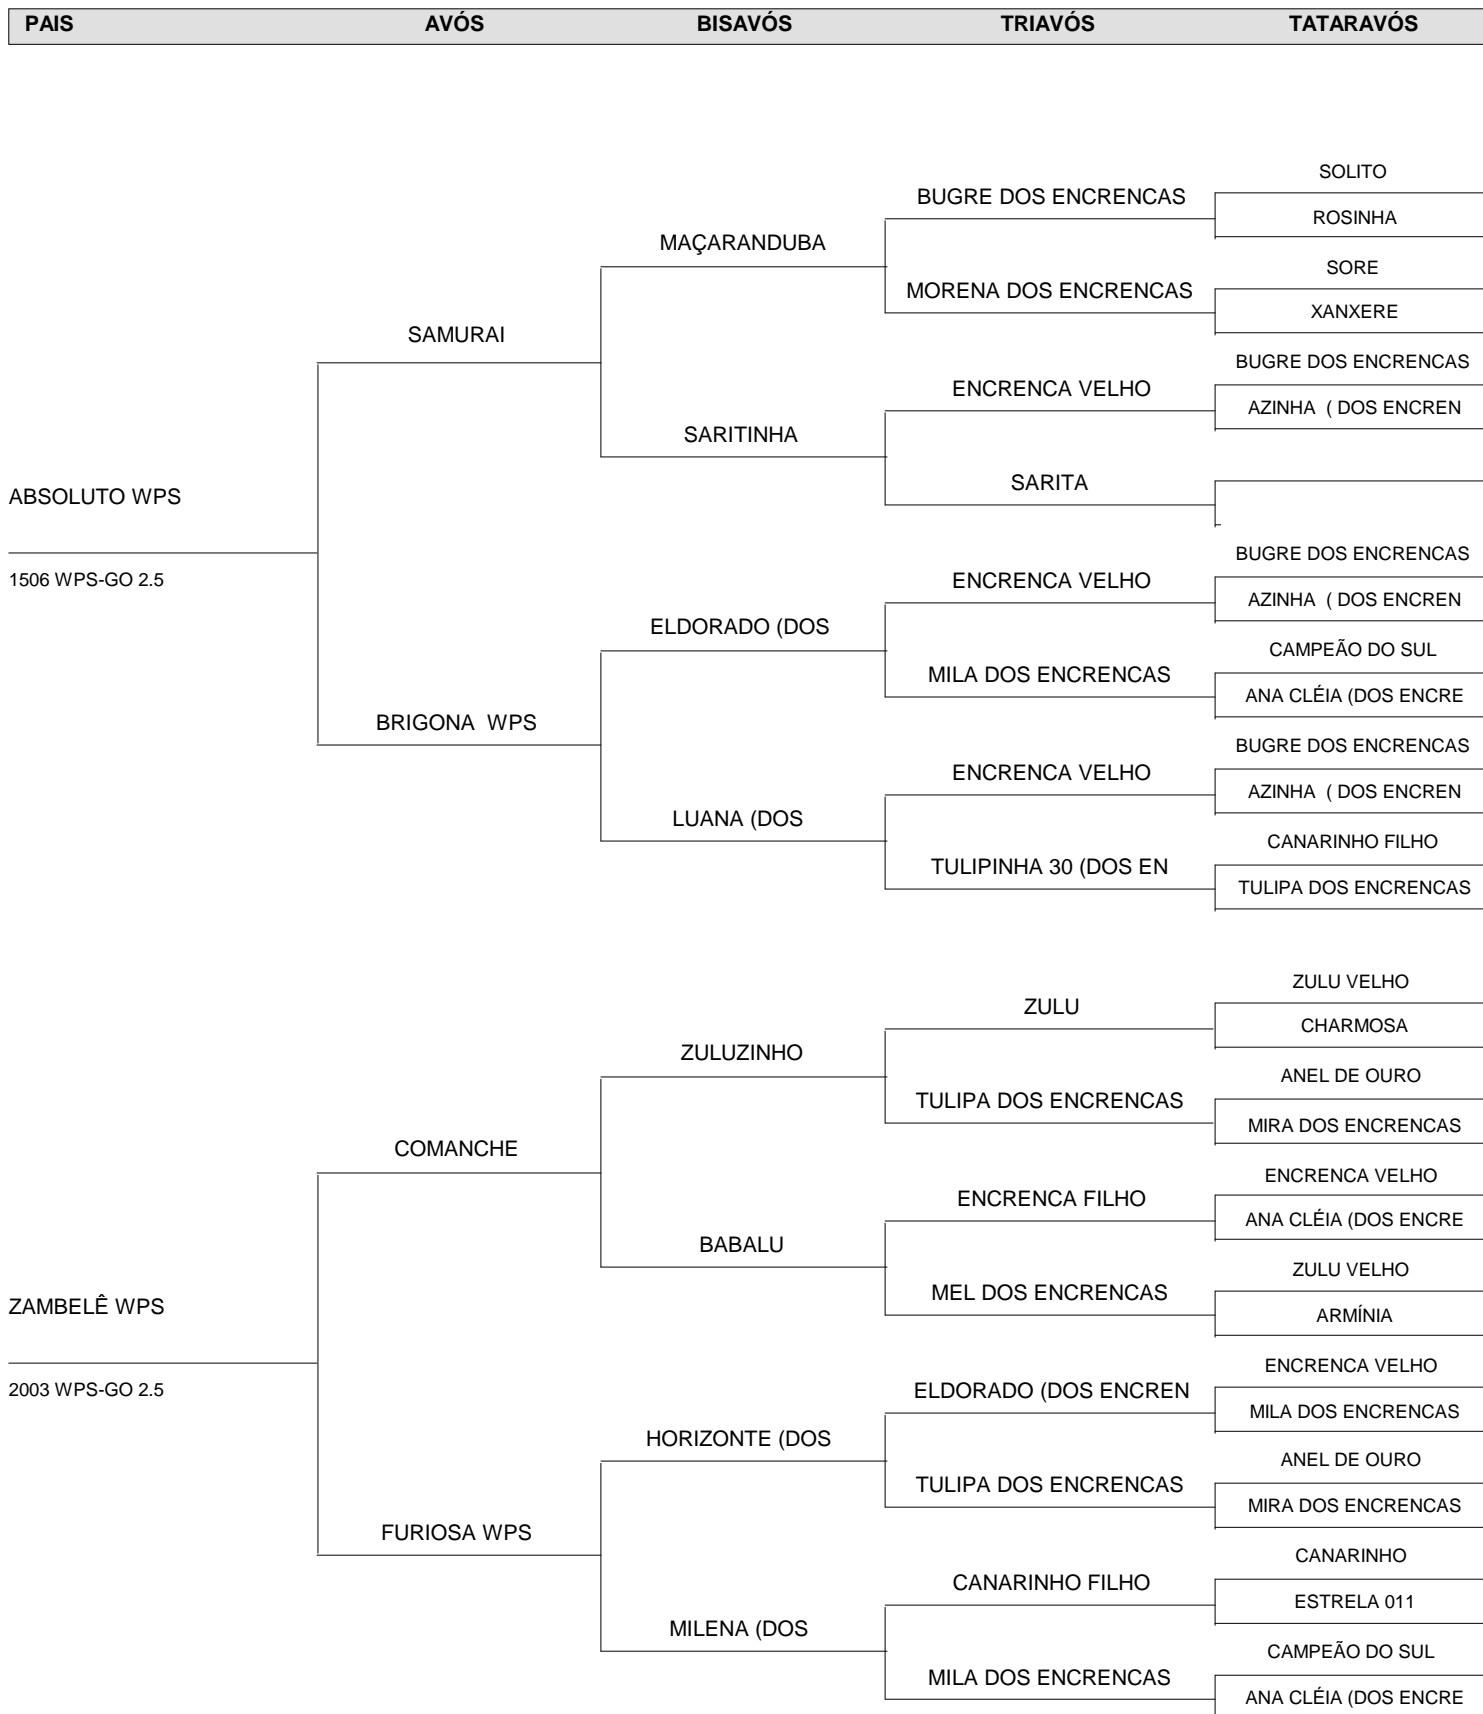 PAIS AVÓS BISAVÓS TRIAVÓS TATARAVÓS
SOLITO
BUGRE DOS ENCRENCAS
ROSINHA
MAÇARANDUBA
SORE
MORENA DOS ENCRENCAS
XANXERE
SAMURAI
BUGRE DOS ENCRENCAS
ENCRENCA VELHO
AZINHA ( DOS ENCREN
SARITINHA
SARITA
ABSOLUTO WPS
BUGRE DOS ENCRENCAS
1506 WPS-GO 2.5
ENCRENCA VELHO
AZINHA ( DOS ENCREN
ELDORADO (DOS
CAMPEÃO DO SUL
MILA DOS ENCRENCAS
ANA CLÉIA (DOS ENCRE
BRIGONA WPS
BUGRE DOS ENCRENCAS
ENCRENCA VELHO
AZINHA ( DOS ENCREN
LUANA (DOS
CANARINHO FILHO
TULIPINHA 30 (DOS EN
TULIPA DOS ENCRENCAS
ZULU VELHO
ZULU
CHARMOSA
ZULUZINHO
ANEL DE OURO
TULIPA DOS ENCRENCAS
MIRA DOS ENCRENCAS
COMANCHE
ENCRENCA VELHO
ENCRENCA FILHO
ANA CLÉIA (DOS ENCRE
BABALU
ZULU VELHO
MEL DOS ENCRENCAS
ZAMBELÊ WPS
ARMÍNIA
ENCRENCA VELHO
2003 WPS-GO 2.5
ELDORADO (DOS ENCREN
MILA DOS ENCRENCAS
HORIZONTE (DOS
ANEL DE OURO
TULIPA DOS ENCRENCAS
MIRA DOS ENCRENCAS
FURIOSA WPS
CANARINHO
CANARINHO FILHO
ESTRELA 011
MILENA (DOS
CAMPEÃO DO SUL
MILA DOS ENCRENCAS
ANA CLÉIA (DOS ENCRE